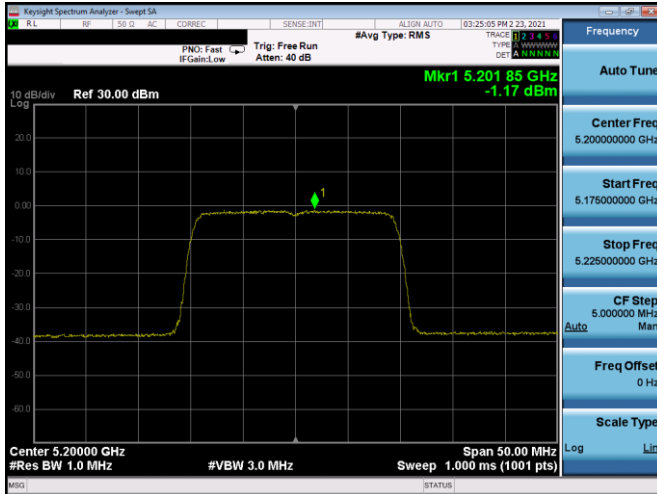 Keysight Spectrum Analyzer - Swept SA
RL RF 50 Ω AC CORREC SENSE:INT ALIGN AUTO 03:25:05 PM 2 23, 2021
#Avg Type: RMS
TRACE 1 2 3 4 5 6
PNO: Fast Trig: Free Run
TYPE A WWWWW
IFGain:Low Atten: 40 dB
DET A N N N N N
Mkr1 5.201 85 GHz
10 dB/div Ref 30.00 dBm -1.17 dBm
Log
20.0
10.0
1
0.00
-10.0
-20.0
-30.0
-40.0
-50.0
-60.0
Center 5.20000 GHz Span 50.00 MHz
#Res BW 1.0 MHz #VBW 3.0 MHz Sweep 1.000 ms (1001 pts)
MSG STATUS
Frequency
Auto Tune
Center Freq
5.200000000 GHz
Start Freq
5.175000000 GHz
Stop Freq
5.225000000 GHz
CF Step
5.000000 MHz
Auto Man
Freq Offset
0 Hz
Scale Type
Log Lin